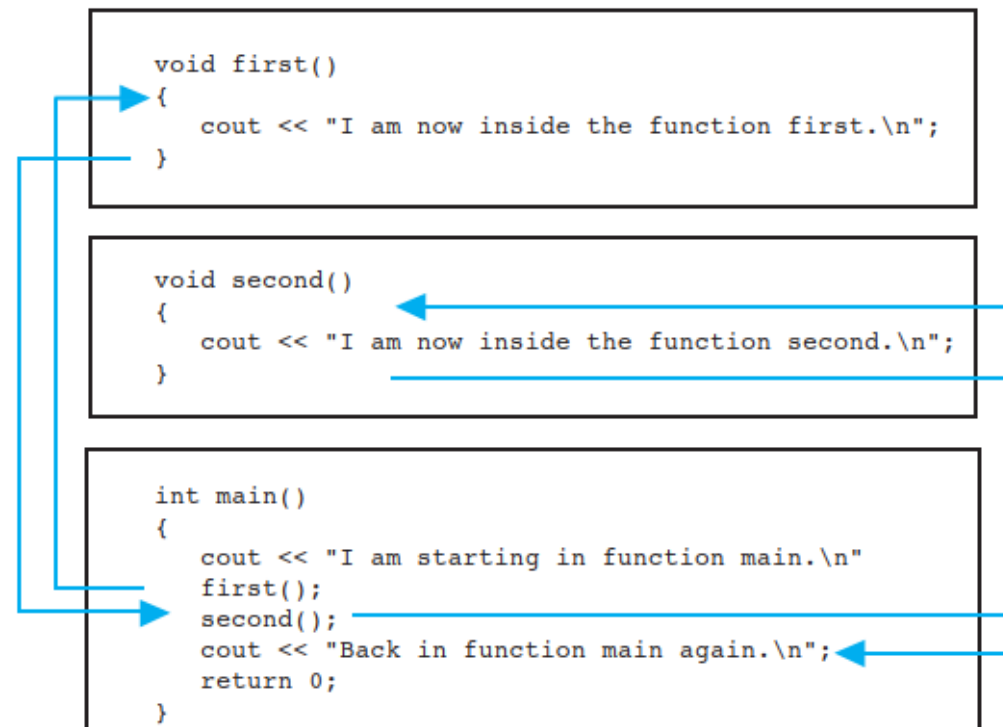 void first()
{
   cout << "I am now inside the function first.\n";
}
void second()
{
   cout << "I am now inside the function second.\n";
}
int main()
{
   cout << "I am starting in function main.\n"
   first();
   second();
   cout << "Back in function main again.\n";
   return 0;
}